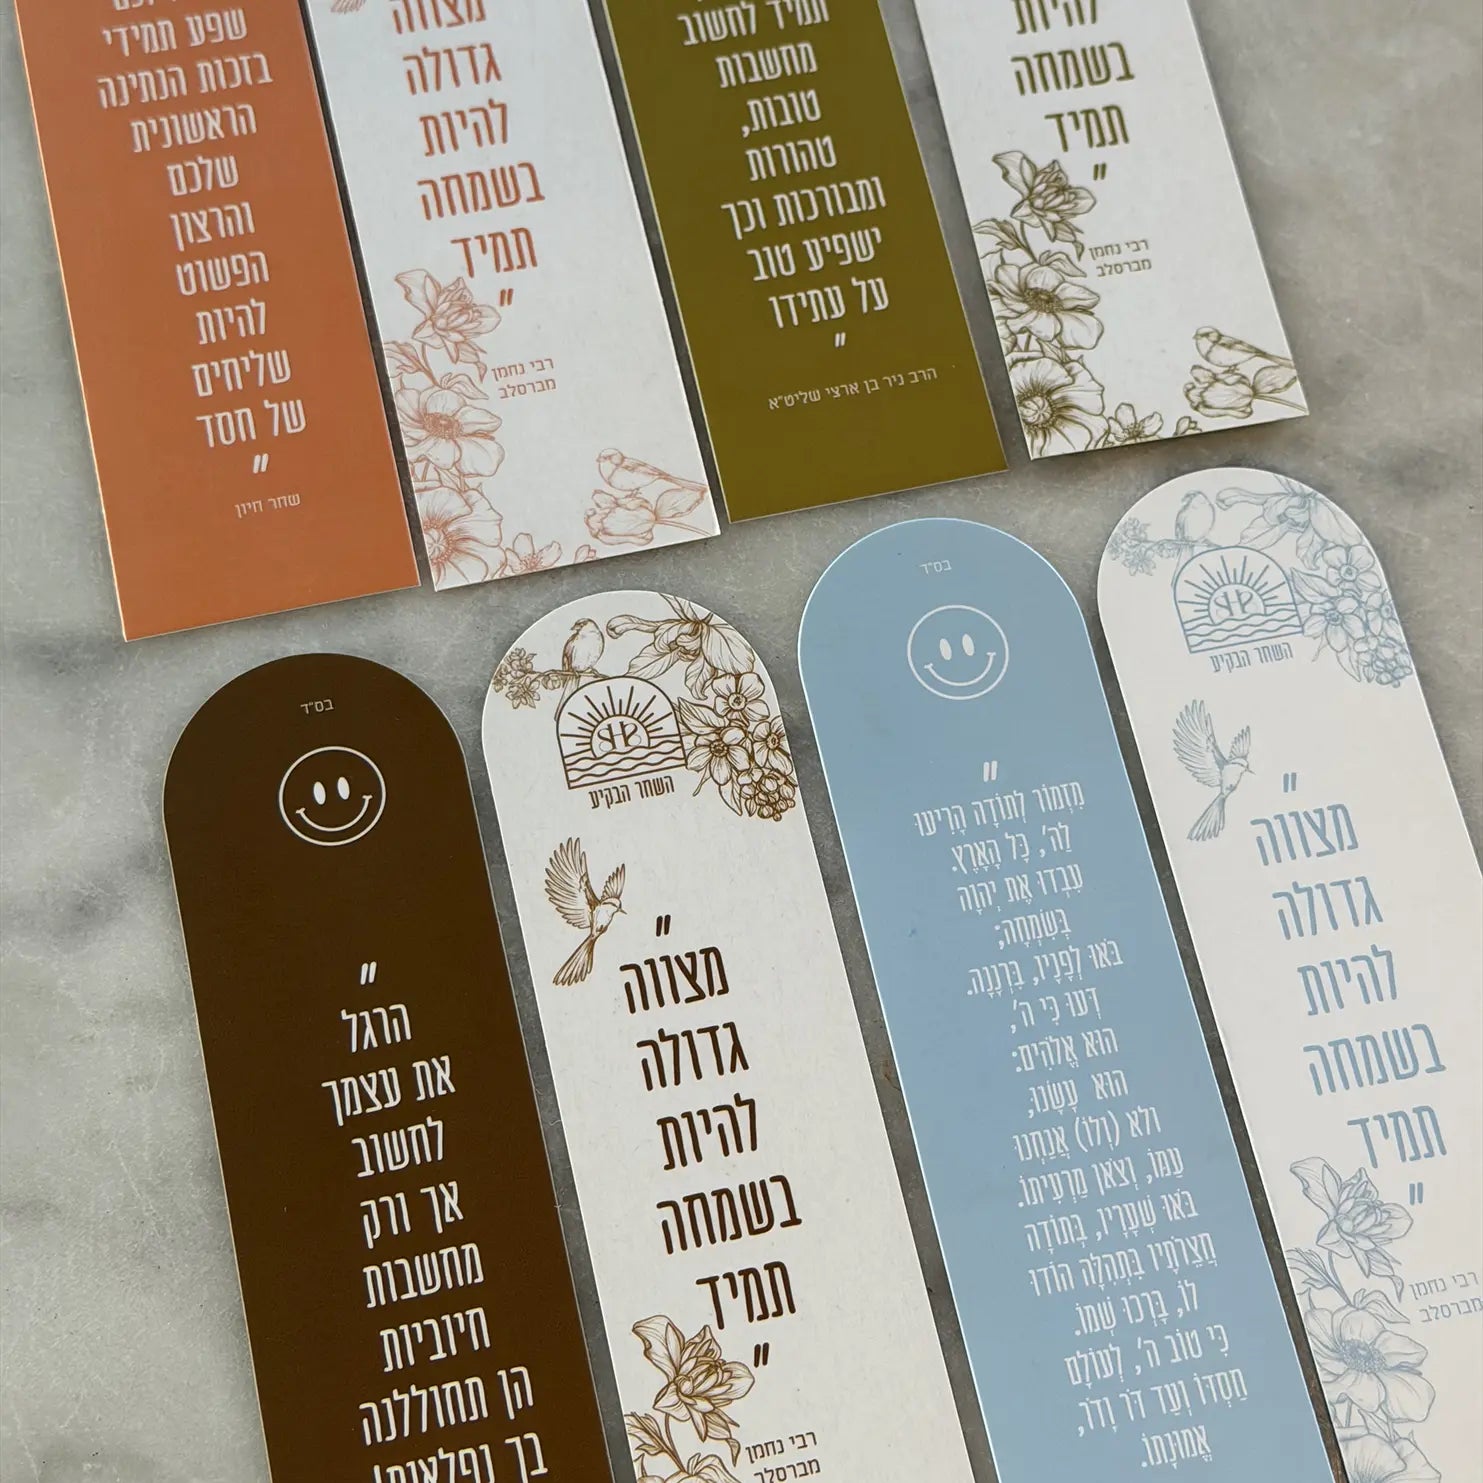 שפע תמידי
בזכות הנתינה
הראשונית
שלכם
והרצון
הפשוט
להיות
שליחים
של חסד
"
שחר חיון
מצווה
גדולה
להיות
בשמחה
תמיד
"
רבי נחמן
מברסלב
תמיד לחשוב
מחשבות
טובות,
טהורות
ומבורכות וכך
ישפיע טוב
על עתידו
"
הרב ניר בן ארצי שליט"א
להיות
בשמחה
תמיד
"
רבי נחמן
מברסלב
בס"ד
"
הרגל
את עצמך
לחשוב
אך ורק
מחשבות
חיוביות
הן תחוללנה
בך נפלאות!
השחר הבקיע
"
מצווה
גדולה
להיות
בשמחה
תמיד
"
רבי נחמן
מברסלב
בס"ד
"
מִזְמוֹר לְתוֹדָה הָרִיעוּ
לַה', כָּל הָאָרֶץ.
עִבְדוּ אֶת יְהוָה
בְּשִׂמְחָה;
בֹּאוּ לְפָנָיו, בִּרְנָנָה.
דְּעוּ כִּי ה',
הוּא אֱלֹהִים:
הוּא עָשָׂנוּ,
ולא (וְלוֹ) אֲנַחְנוּ
עַמּוֹ, וְצֹאן מַרְעִיתוֹ.
בֹּאוּ שְׁעָרָיו, בְּתוֹדָה
חֲצֵרֹתָיו בִּתְהִלָּה הוֹדוּ
לוֹ, בָּרְכוּ שְׁמוֹ.
כִּי טוֹב ה', לְעוֹלָם
חַסְדּוֹ וְעַד דֹּר וָדֹר,
אֱמוּנָתוֹ.
השחר הבקיע
"
מצווה
גדולה
להיות
בשמחה
תמיד
"
רבי נחמן
מברסלב